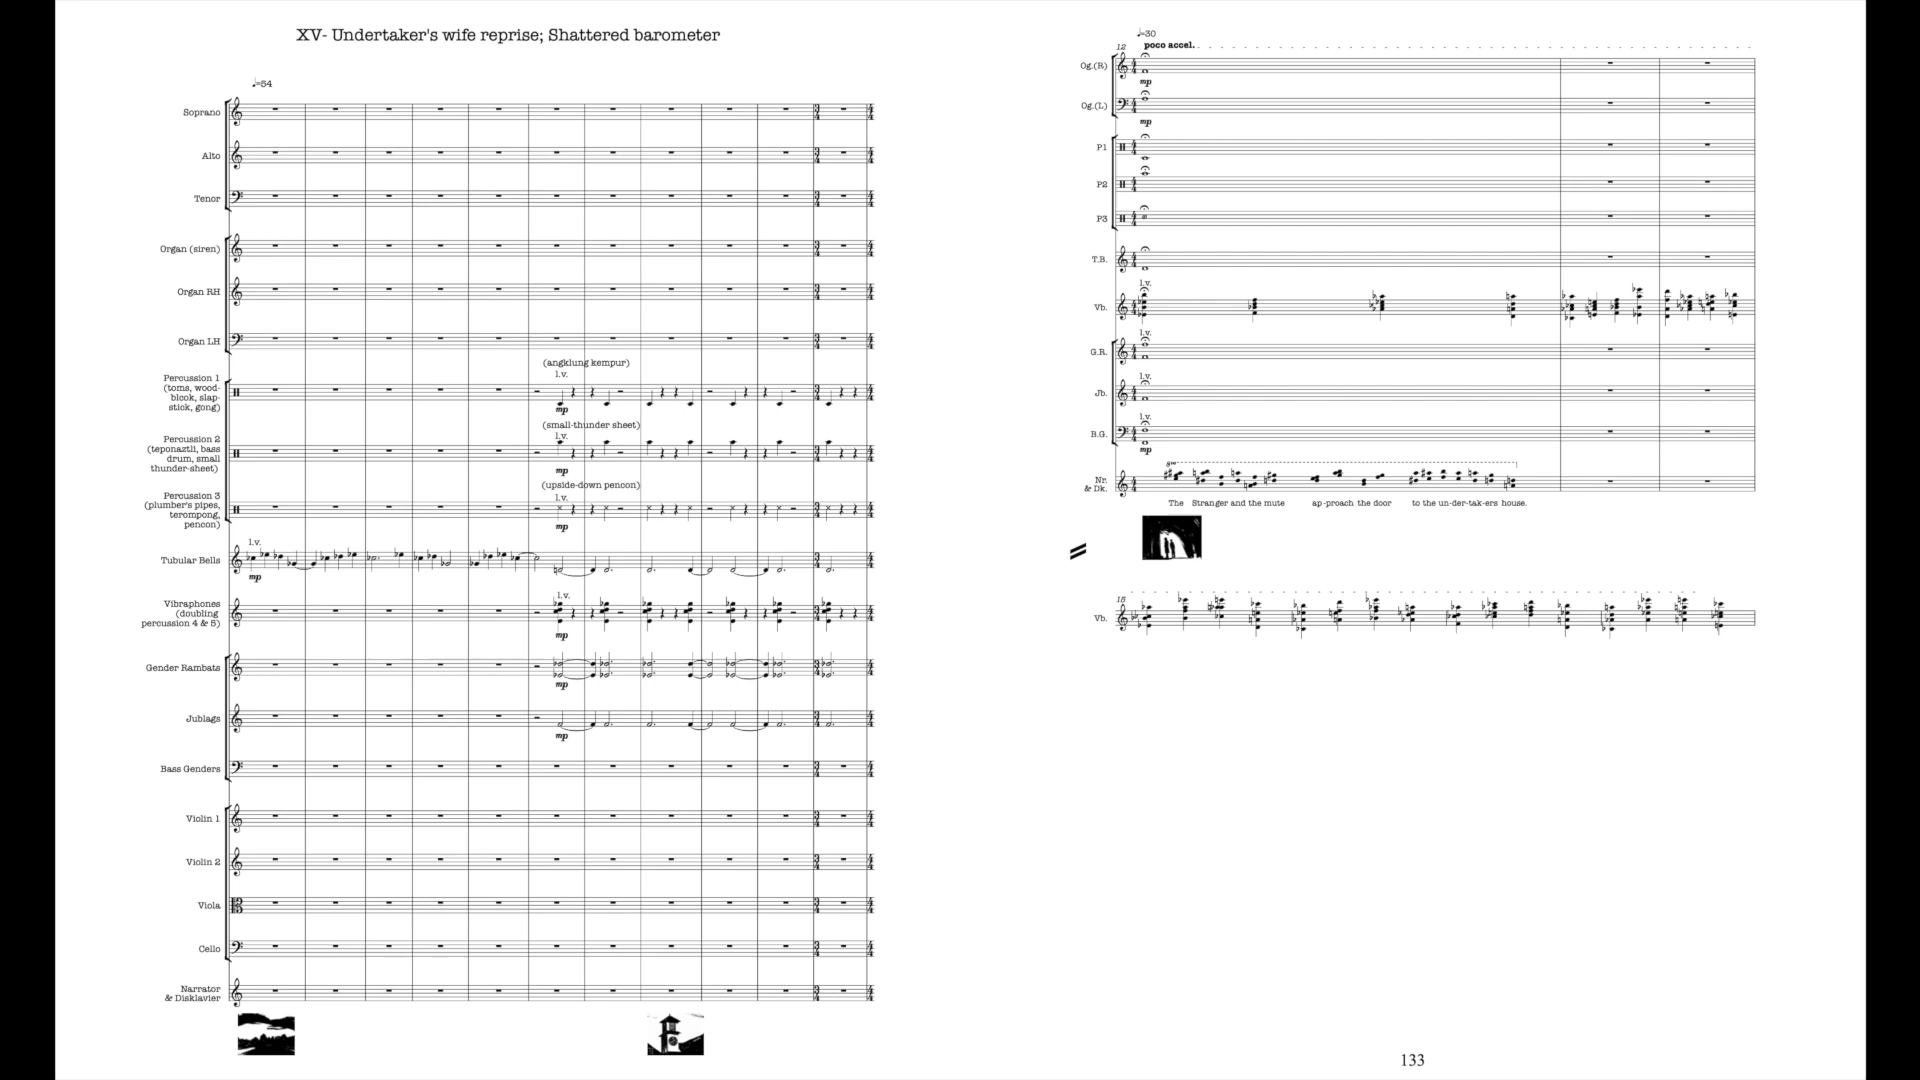 XV- Undertaker's wife reprise; Shattered barometer
♩=54
Soprano
Alto
Tenor
Organ (siren)
Organ RH
Organ LH
(angklung kempur)
l.v.
Percussion 1
(toms, wood-
block, slap-
stick, gong)
mp
(small-thunder sheet)
l.v.
Percussion 2
(teponaztli, bass
drum, small
thunder-sheet)
mp
(upside-down pencon)
l.v.
Percussion 3
(plumber's pipes,
terompong,
pencon)
mp
l.v.
Tubular Bells
mp
l.v.
Vibraphones
(doubling
percussion 4 & 5)
mp
Gender Rambats
mp
Jublags
mp
Bass Genders
Violin 1
Violin 2
Viola
Cello
Narrator
& Disklavier
♩=30
12 poco accel.
Og.(R)
mp
Og.(L)
mp
P1
P2
P3
T.B.
l.v.
Vb.
l.v.
G.R.
l.v.
Jb.
l.v.
B.G.
mp
8va
Nr.
& Dk.
The Stranger and the mute ap-proach the door to the un-der-tak-ers house.
15
Vb.
133